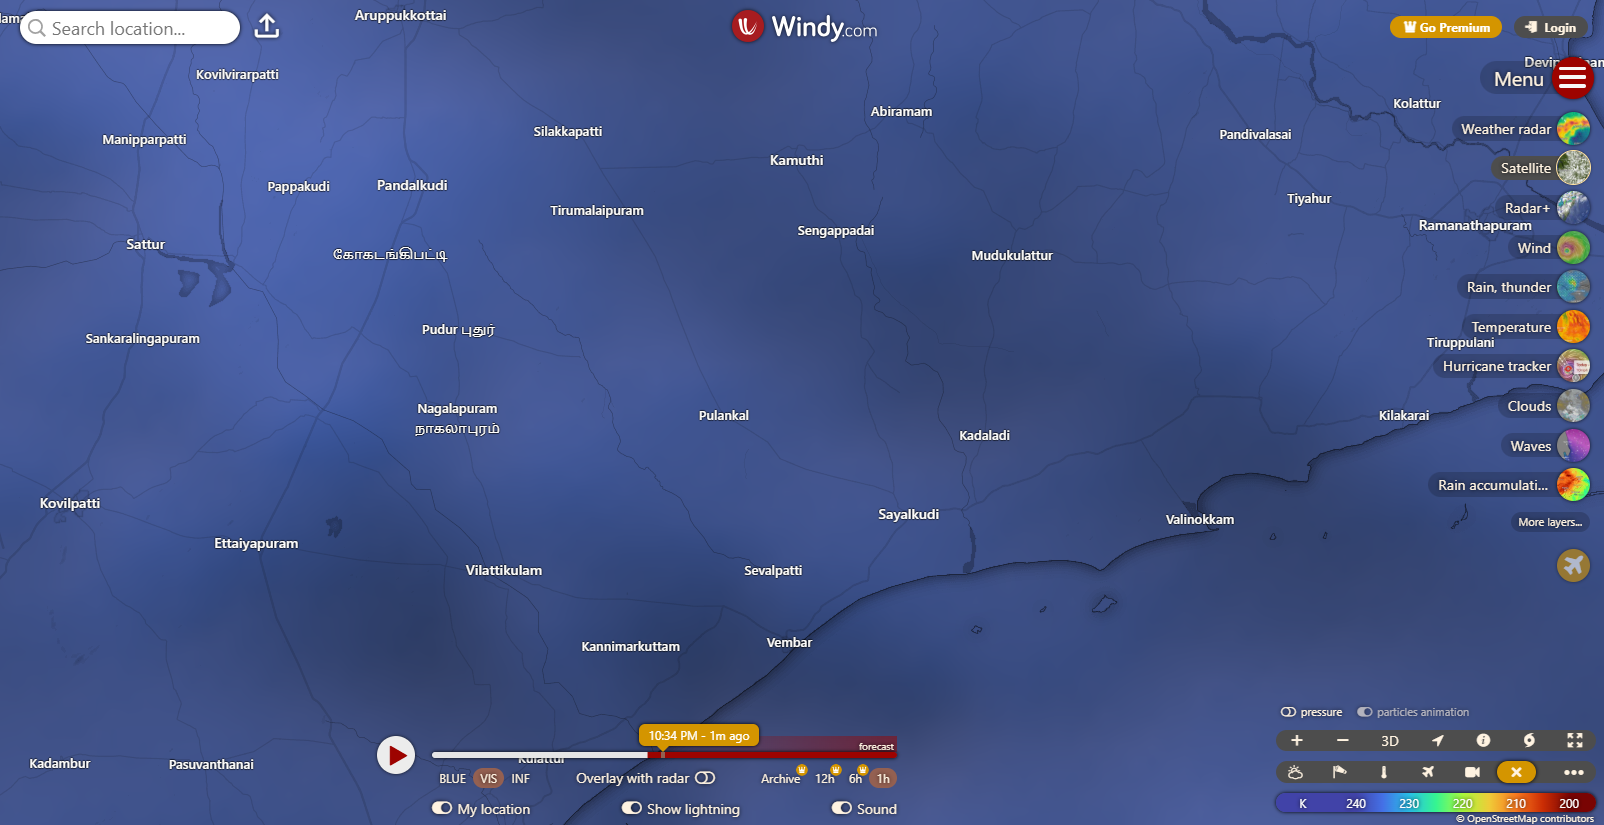 Aruppukkottai
Search location...
Windy.com
Go Premium
Login
Kovilvirarpatti
Menu
Kolattur
Abiramam
Manipparpatti
Silakkapatti
Pandivalasai
Weather radar
Kamuthi
Satellite
Pappakudi
Pandalkudi
Tirumalaipuram
Tiyahur
Radar+
Sengappadai
Ramanathapuram
Sattur
கோகடங்கிபட்டி
Mudukulattur
Wind
Rain, thunder
Pudur புதுர்
Temperature
Sankaralingapuram
Tiruppulani
Hurricane tracker
Nagalapuram
நாகலாபுரம்
Pulankal
Kilakarai
Clouds
Kadaladi
Waves
Rain accumulati...
Kovilpatti
Sayalkudi
Valinokkam
More layers...
Ettaiyapuram
Vilattikulam
Sevalpatti
Kannimarkuttam
Vembar
pressure
particles animation
10:34 PM - 1m ago
forecast
3D
Kadambur
Pasuvanthanai
BLUE VIS INF
Overlay with radar
Archive 12h 6h 1h
My location
Show lightning
Sound
K 240 230 220 210 200
© OpenStreetMap contributors